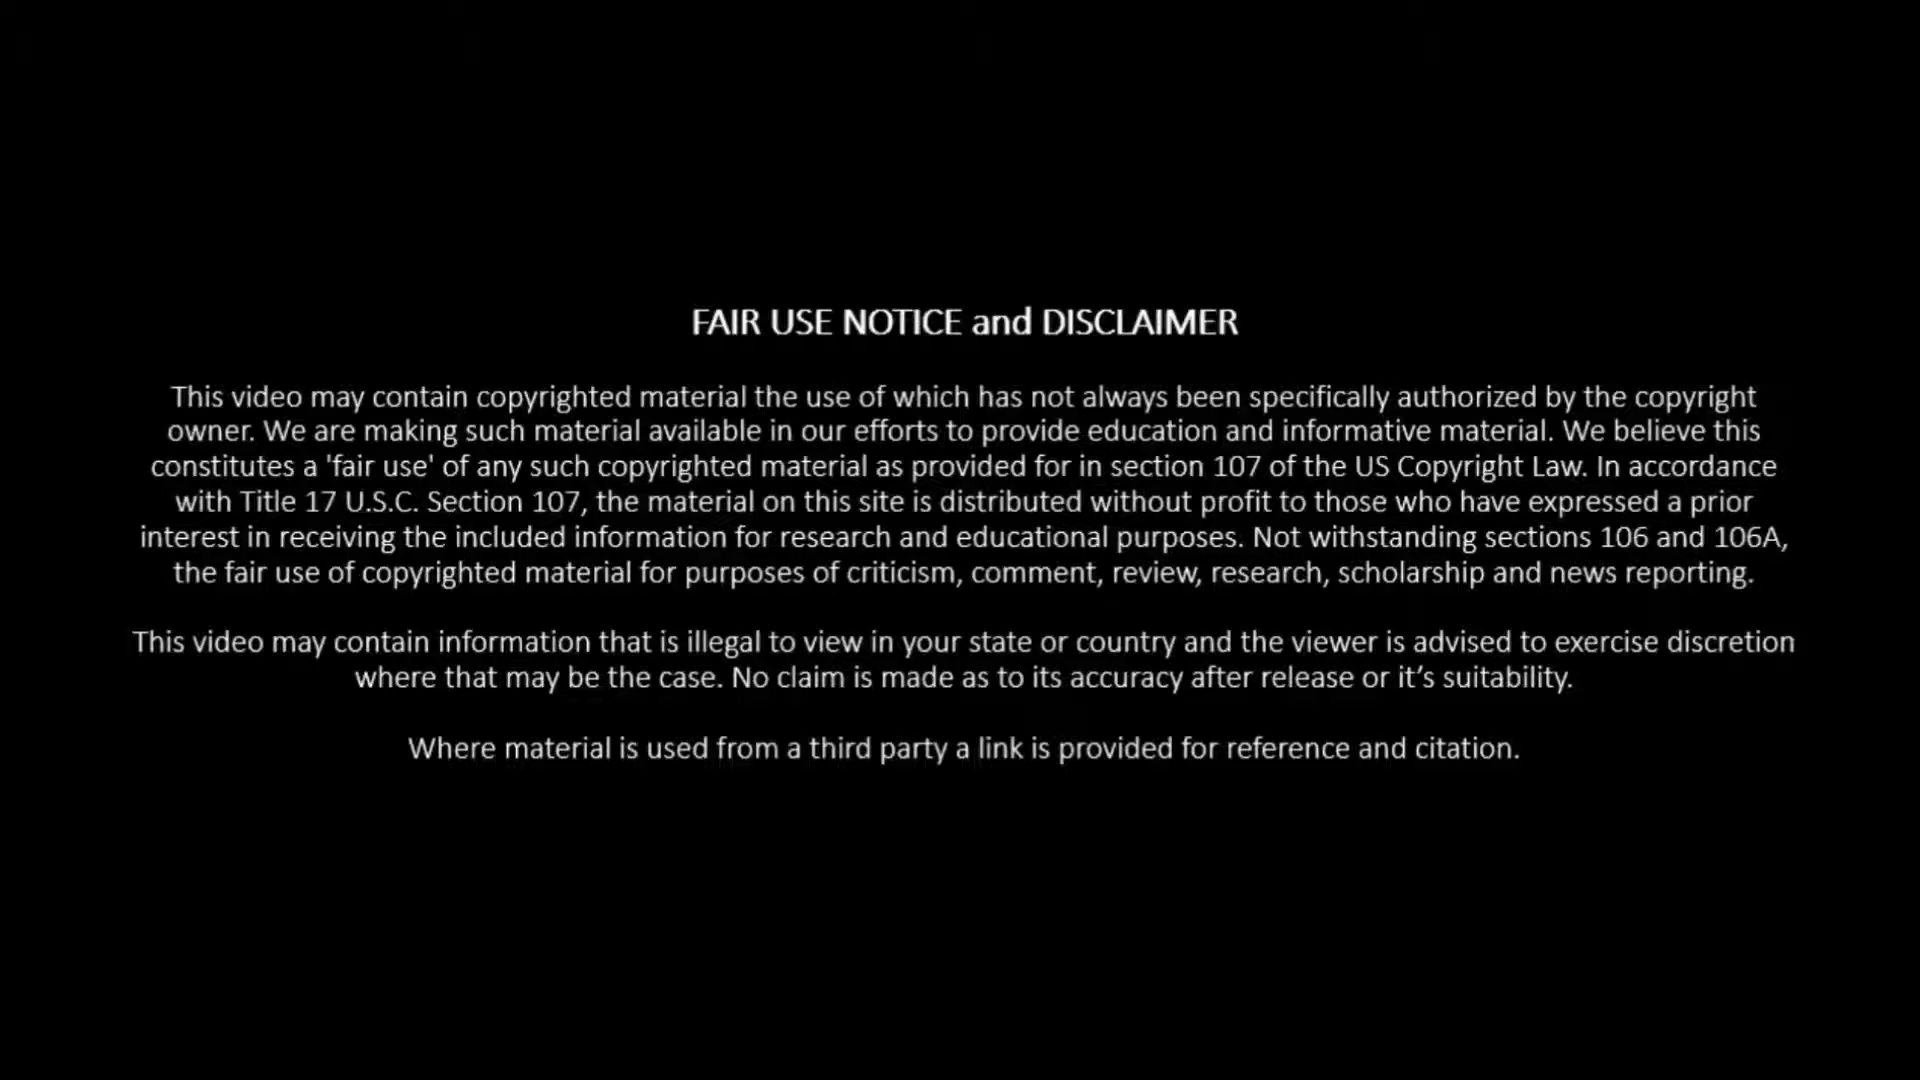 FAIR USE NOTICE and DISCLAIMER
This video may contain copyrighted material the use of which has not always been specifically authorized by the copyright
owner. We are making such material available in our efforts to provide education and informative material. We believe this
constitutes a 'fair use' of any such copyrighted material as provided for in section 107 of the US Copyright Law. In accordance
with Title 17 U.S.C. Section 107, the material on this site is distributed without profit to those who have expressed a prior
interest in receiving the included information for research and educational purposes. Not withstanding sections 106 and 106A,
the fair use of copyrighted material for purposes of criticism, comment, review, research, scholarship and news reporting.
This video may contain information that is illegal to view in your state or country and the viewer is advised to exercise discretion
where that may be the case. No claim is made as to its accuracy after release or it’s suitability.
Where material is used from a third party a link is provided for reference and citation.